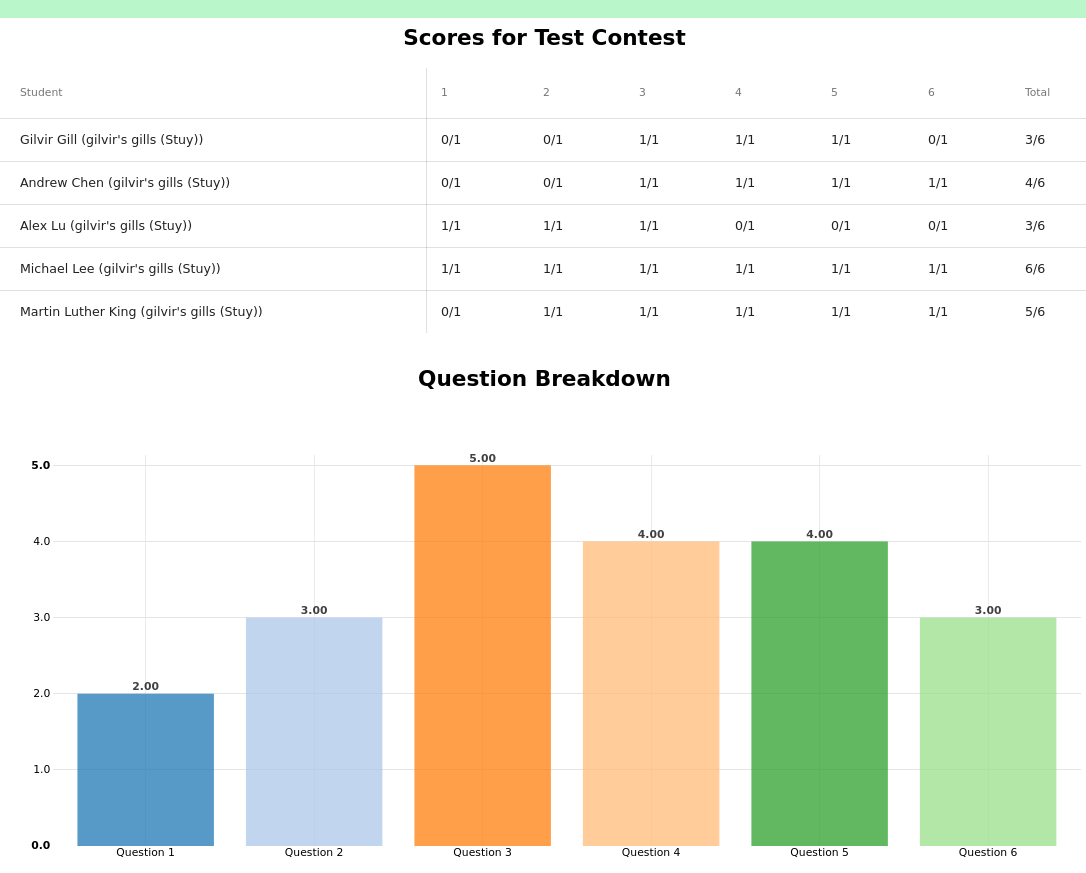 Scores for Test Contest
Student 1 2 3 4 5 6 Total
Gilvir Gill (gilvir's gills (Stuy)) 0/1 0/1 1/1 1/1 1/1 0/1 3/6
Andrew Chen (gilvir's gills (Stuy)) 0/1 0/1 1/1 1/1 1/1 1/1 4/6
Alex Lu (gilvir's gills (Stuy)) 1/1 1/1 1/1 0/1 0/1 0/1 3/6
Michael Lee (gilvir's gills (Stuy)) 1/1 1/1 1/1 1/1 1/1 1/1 6/6
Martin Luther King (gilvir's gills (Stuy)) 0/1 1/1 1/1 1/1 1/1 1/1 5/6
Question Breakdown
5.00
5.0
4.00 4.00
4.0
3.00 3.00
3.0
2.00
2.0
1.0
0.0
Question 1 Question 2 Question 3 Question 4 Question 5 Question 6